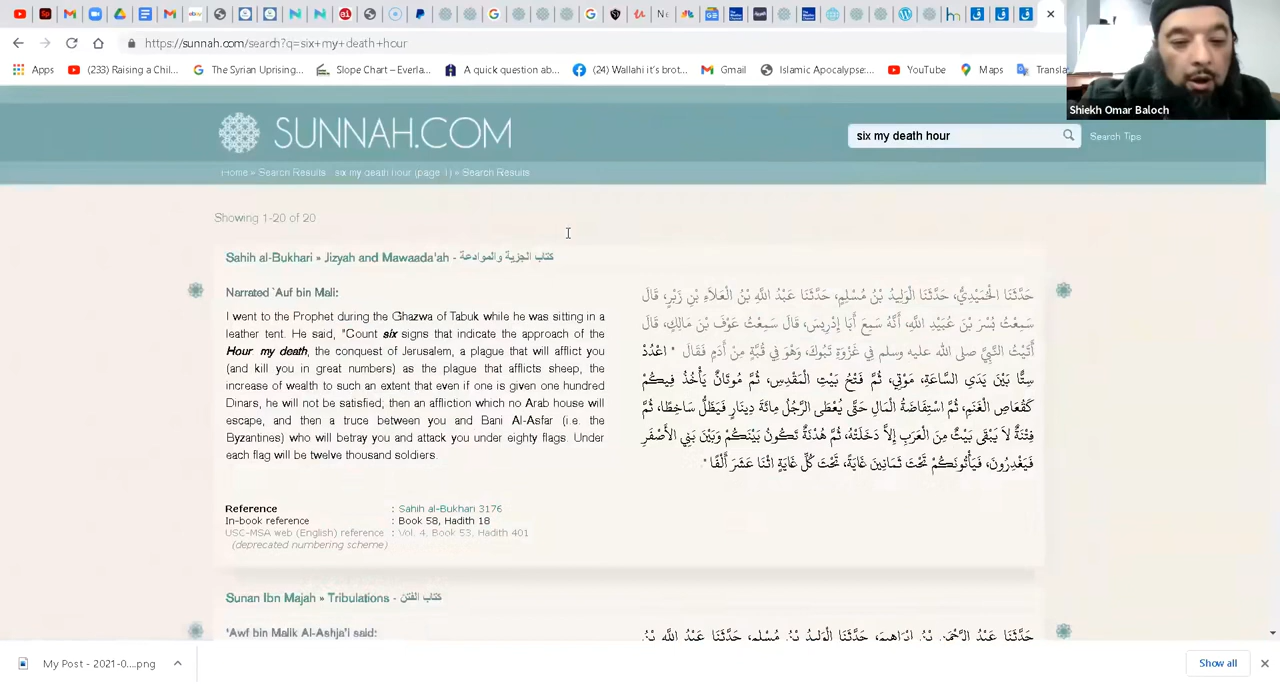 https://sunnah.com/search?q=six+my+death+hour
Apps
(233) Raising a Chil...
The Syrian Uprising...
Slope Chart – Everla...
A quick question ab...
(24) Wallahi it's brot...
Gmail
Islamic Apocalypse:...
YouTube
Maps
Transla
Shiekh Omar Baloch
SUNNAH.COM
six my death hour
Search Tips
Home » Search Results - six my death hour (page 1) » Search Results
Showing 1-20 of 20
Sahih al-Bukhari » Jizyah and Mawaada'ah - كتاب الجزية والموادعة
Narrated `Auf bin Mali:
I went to the Prophet during the Ghazwa of Tabuk while he was sitting in a
leather tint. He said, "Count six signs that indicate the approach of the
Hour my death, the conquest of Jerusalem, a plague that will afflict you
(and kill you in great numbers) as the plague that afflicts sheep, the
increase of wealth to such an extent that even if one is given one hundred
Dinars, he will not be satisfied; then an affliction which no Arab house will
escape, and then a truce between you and Bani Al-Asfar (i.e. the
Byzantines) who will betray you and attack you under eighty flags. Under
each flag will be twelve thousand soldiers.
حَدَّثَنَا الْحُمَيْدِيُّ، حَدَّثَنَا الْوَلِيدُ بْنُ مُسْلِمٍ، حَدَّثَنَا عَبْدُ اللَّهِ بْنُ الْعَلاَءِ بْنِ زَبْرٍ، قَالَ
سَمِعْتُ بُسْرَ بْنَ عُبَيْدِ اللَّهِ، أَنَّهُ سَمِعَ أَبَا إِدْرِيسَ، قَالَ سَمِعْتُ عَوْفَ بْنَ مَالِكٍ، قَالَ
أَتَيْتُ النَّبِيَّ صلى الله عليه وسلم فِي غَزْوَةِ تَبُوكَ، وَهْوَ فِي قُبَّةٍ مِنْ أَدَمٍ فَقَالَ " اعْدُدْ
سِتًّا بَيْنَ يَدَىِ السَّاعَةِ، مَوْتِي، ثُمَّ فَتْحُ بَيْتِ الْمَقْدِسِ، ثُمَّ مُوتَانٌ يَأْخُذُ فِيكُمْ
كَقُعَاصِ الْغَنَمِ، ثُمَّ اسْتِفَاضَةُ الْمَالِ حَتَّى يُعْطَى الرَّجُلُ مِائَةَ دِينَارٍ فَيَظَلُّ سَاخِطًا، ثُمَّ
فِتْنَةٌ لاَ يَبْقَى بَيْتٌ مِنَ الْعَرَبِ إِلاَّ دَخَلَتْهُ، ثُمَّ هُدْنَةٌ تَكُونُ بَيْنَكُمْ وَبَيْنَ بَنِي الأَصْفَرِ
فَيَغْدِرُونَ، فَيَأْتُونَكُمْ تَحْتَ ثَمَانِينَ غَايَةً، تَحْتَ كُلِّ غَايَةٍ اثْنَا عَشَرَ أَلْفًا ".
Reference : Sahih al-Bukhari 3176
In-book reference : Book 58, Hadith 18
USC-MSA web (English) reference : Vol. 4, Book 53, Hadith 401
(deprecated numbering scheme)
Sunan Ibn Majah » Tribulations - كتاب الفتن
'Awf bin Malik Al-Ashja'i said:
حَدَّثَنَا عَبْدُ الرَّحْمَنِ بْنُ إِبْرَاهِيمَ، حَدَّثَنَا الْوَلِيدُ بْنُ مُسْلِمٍ، حَدَّثَنَا عَبْدُ اللَّهِ بْنُ
My Post - 2021-0....png
Show all